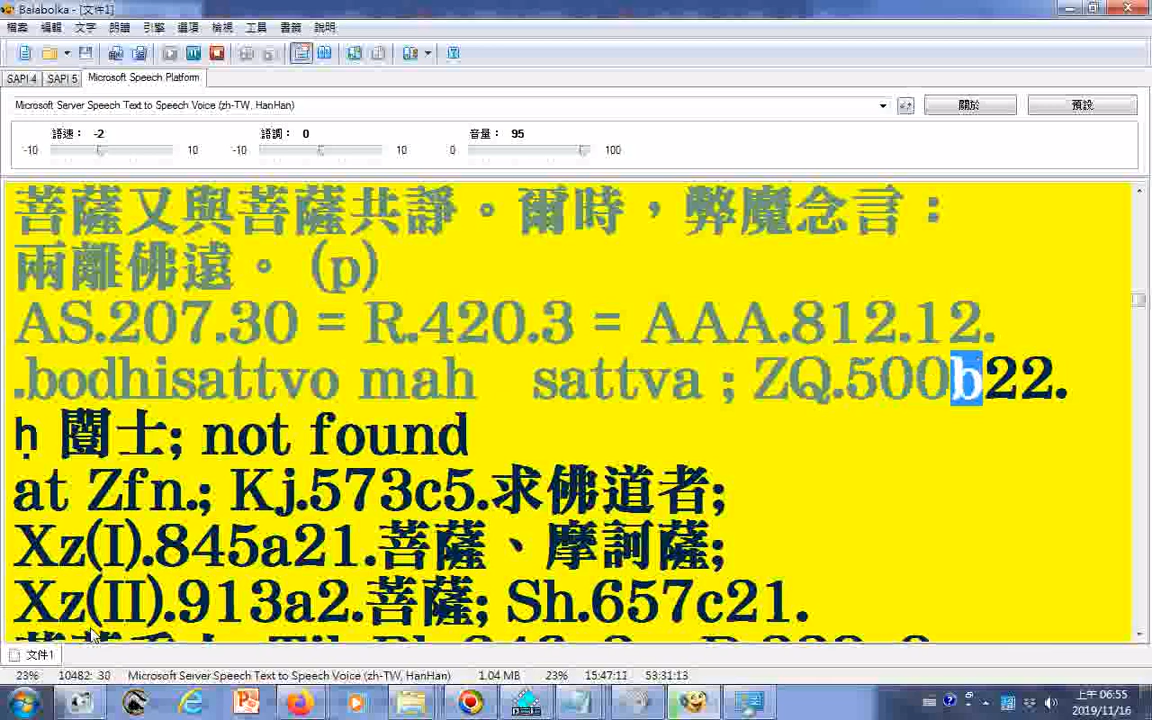 Balabolka - [文件1]
檔案 編輯 文字 朗讀 引擎 選項 檢視 工具 書籤 說明
SAPI 4 SAPI 5 Microsoft Speech Platform
Microsoft Server Speech Text to Speech Voice (zh-TW, HanHan) 關於 預設
語速： -2 語調： 0 音量： 95
-10 10 -10 10 0 100
菩薩又與菩薩共諍。爾時，弊魔念言：
兩離佛遠。 (p)
AS.207.30 = R.420.3 = AAA.812.12.
.bodhisattvo mah sattva ; ZQ.500b22.
ḥ 闓士; not found
at Zfn.; Kj.573c5.求佛道者;
Xz(I).845a21.菩薩、摩訶薩;
Xz(II).913a2.菩薩; Sh.657c21.
文件1
23% 10482: 30 Microsoft Server Speech Text to Speech Voice (zh-TW, HanHan) 1.04 MB 23% 15:47:11 53:31:13
上午 06:55
2019/11/16